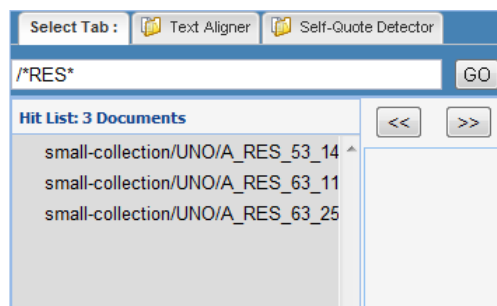 Select Tab : Text Aligner Self-Quote Detector
/*RES* GO
Hit List: 3 Documents << >>
small-collection/UNO/A_RES_53_14
small-collection/UNO/A_RES_63_11
small-collection/UNO/A_RES_63_25